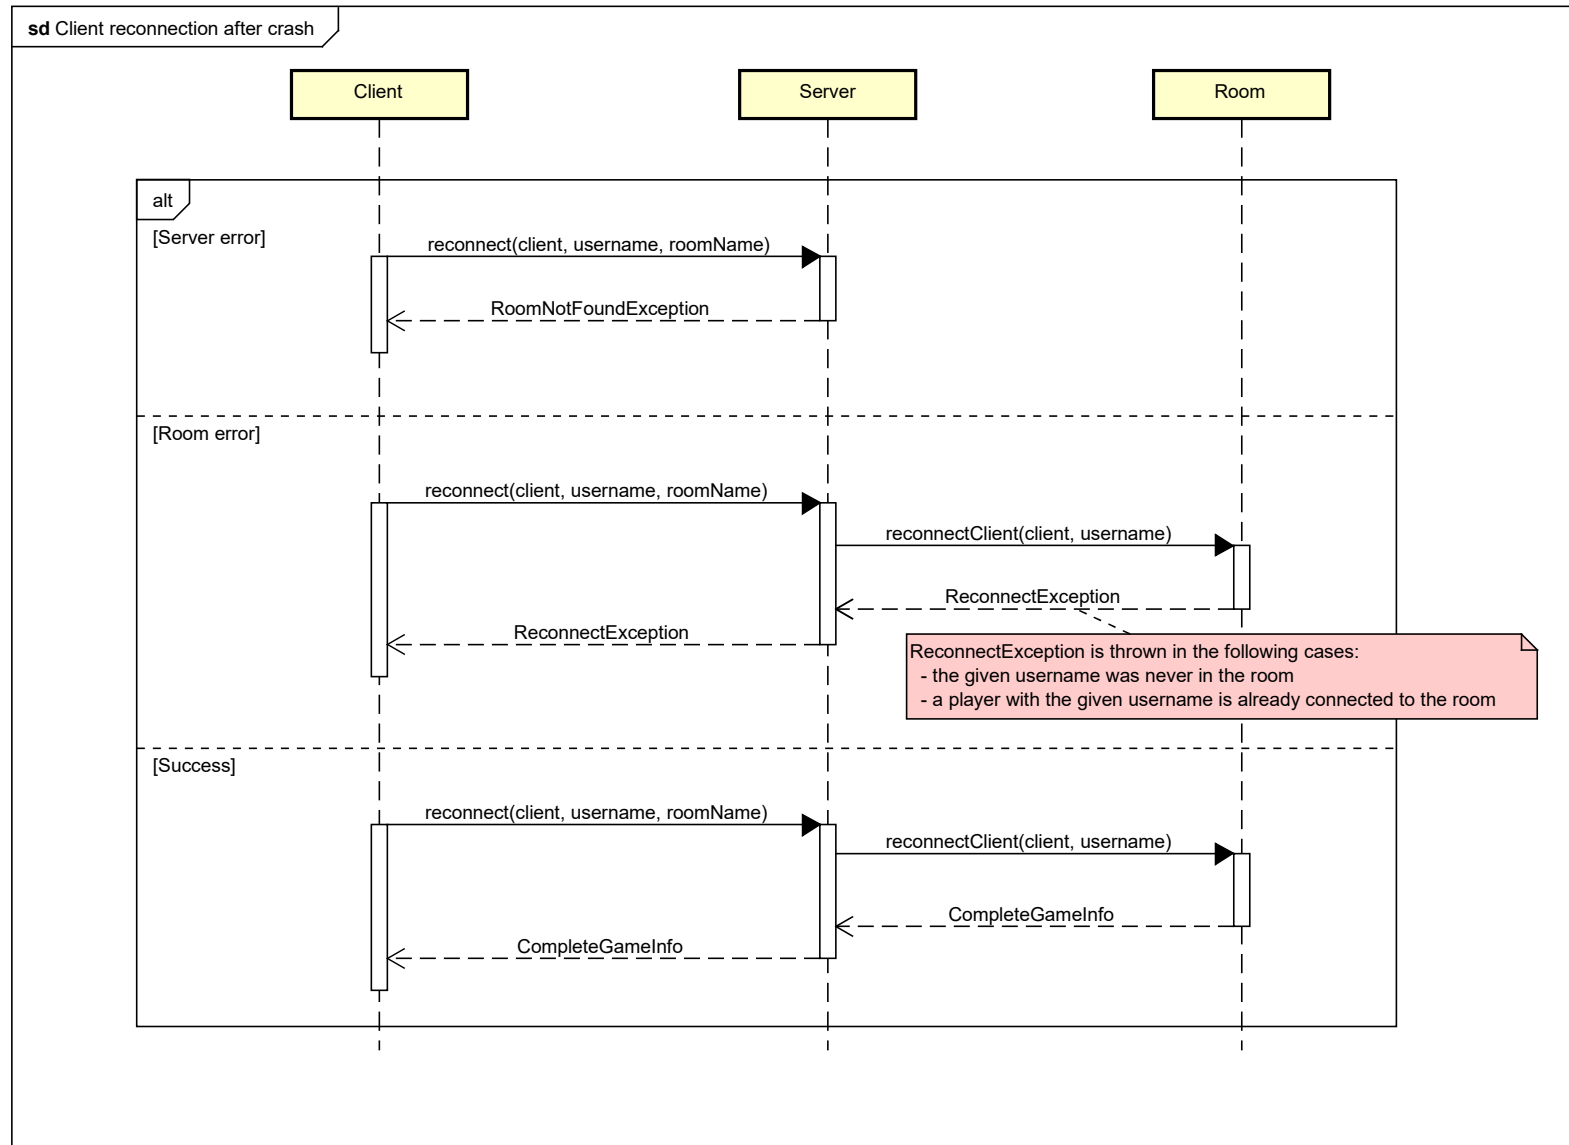 sd Client reconnection after crash
Client
Server
Room
alt
[Server error]
reconnect(client, username, roomName)
RoomNotFoundException
[Room error]
reconnect(client, username, roomName)
reconnectClient(client, username)
ReconnectException
ReconnectException
ReconnectException is thrown in the following cases:
- the given username was never in the room
- a player with the given username is already connected to the room
[Success]
reconnect(client, username, roomName)
reconnectClient(client, username)
CompleteGameInfo
CompleteGameInfo